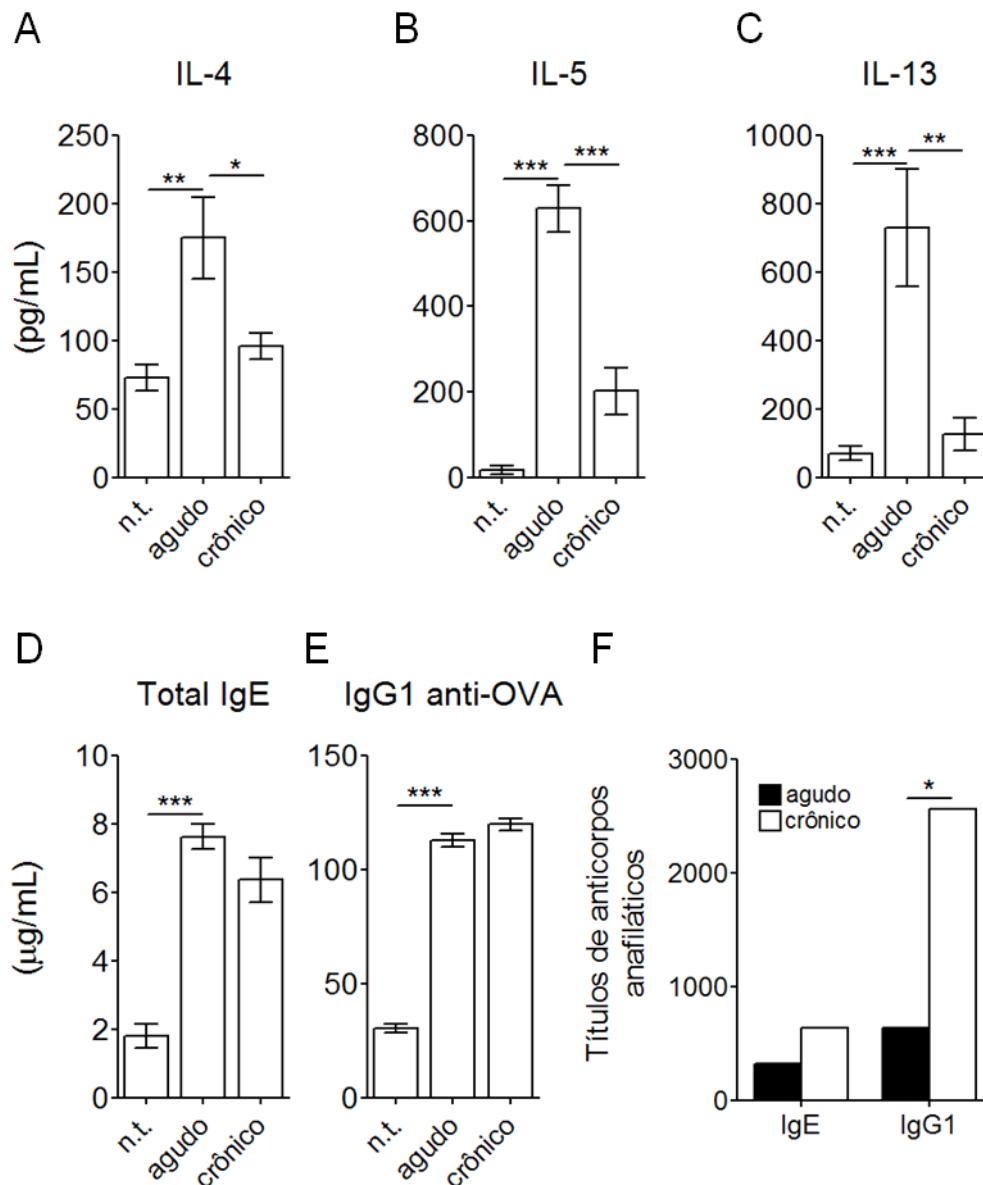 A
B
C
IL-4
IL-5
IL-13
(pg/mL)
250
200
150
100
50
0
**
*
n.t.
agudo
crônico
800
600
400
200
0
***
***
n.t.
agudo
crônico
1000
800
600
400
200
0
***
**
n.t.
agudo
crônico
D
E
F
Total IgE
IgG1 anti-OVA
(µg/mL)
10
8
6
4
2
0
***
n.t.
agudo
crônico
150
100
50
0
***
n.t.
agudo
crônico
Títulos de anticorpos
anafiláticos
3000
2000
1000
0
agudo
crônico
*
IgE
IgG1